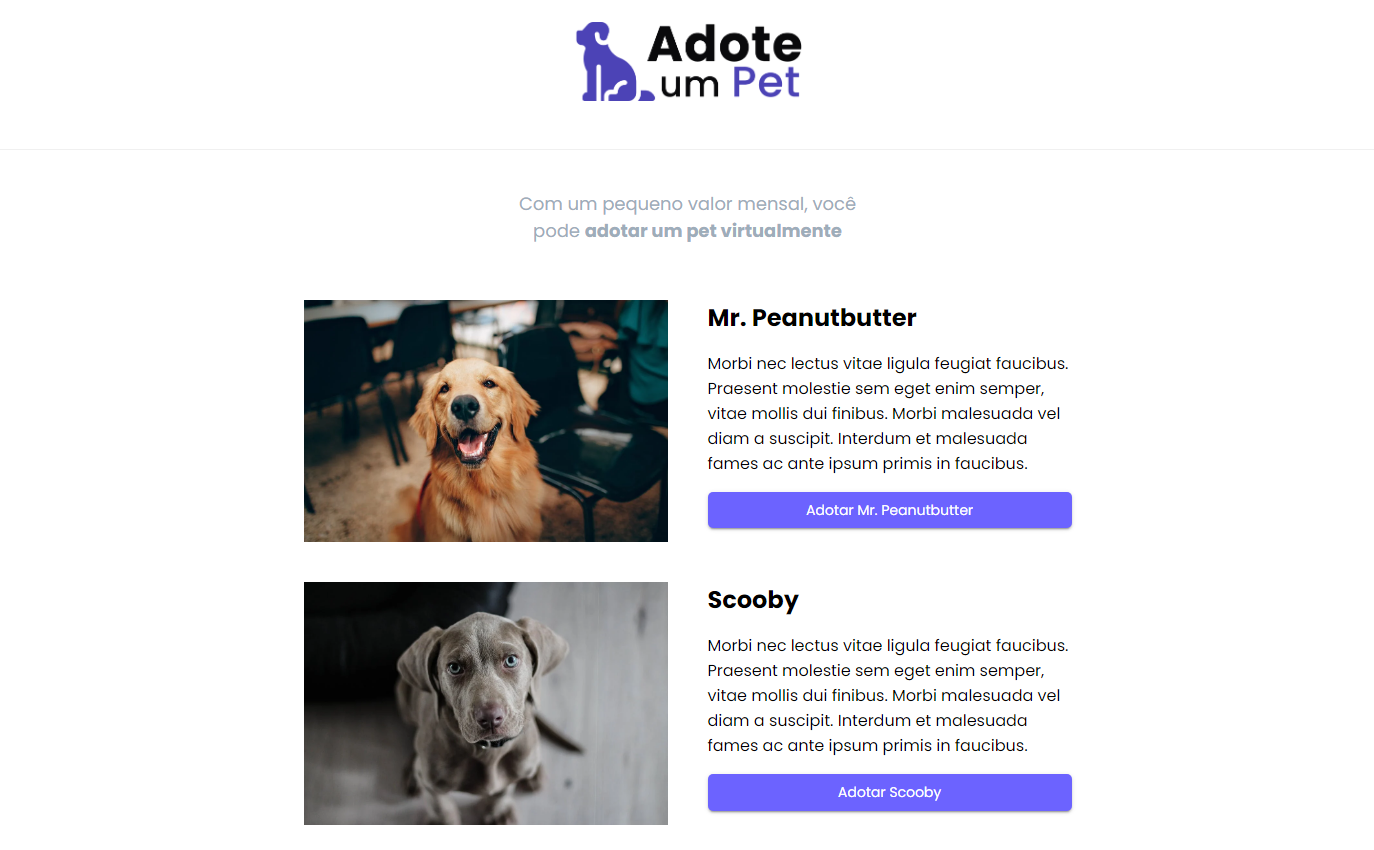 Adote
um Pet
Com um pequeno valor mensal, você
pode adotar um pet virtualmente
Mr. Peanutbutter
Morbi nec lectus vitae ligula feugiat faucibus.
Praesent molestie sem eget enim semper,
vitae mollis dui finibus. Morbi malesuada vel
diam a suscipit. Interdum et malesuada
fames ac ante ipsum primis in faucibus.
Adotar Mr. Peanutbutter
Scooby
Morbi nec lectus vitae ligula feugiat faucibus.
Praesent molestie sem eget enim semper,
vitae mollis dui finibus. Morbi malesuada vel
diam a suscipit. Interdum et malesuada
fames ac ante ipsum primis in faucibus.
Adotar Scooby